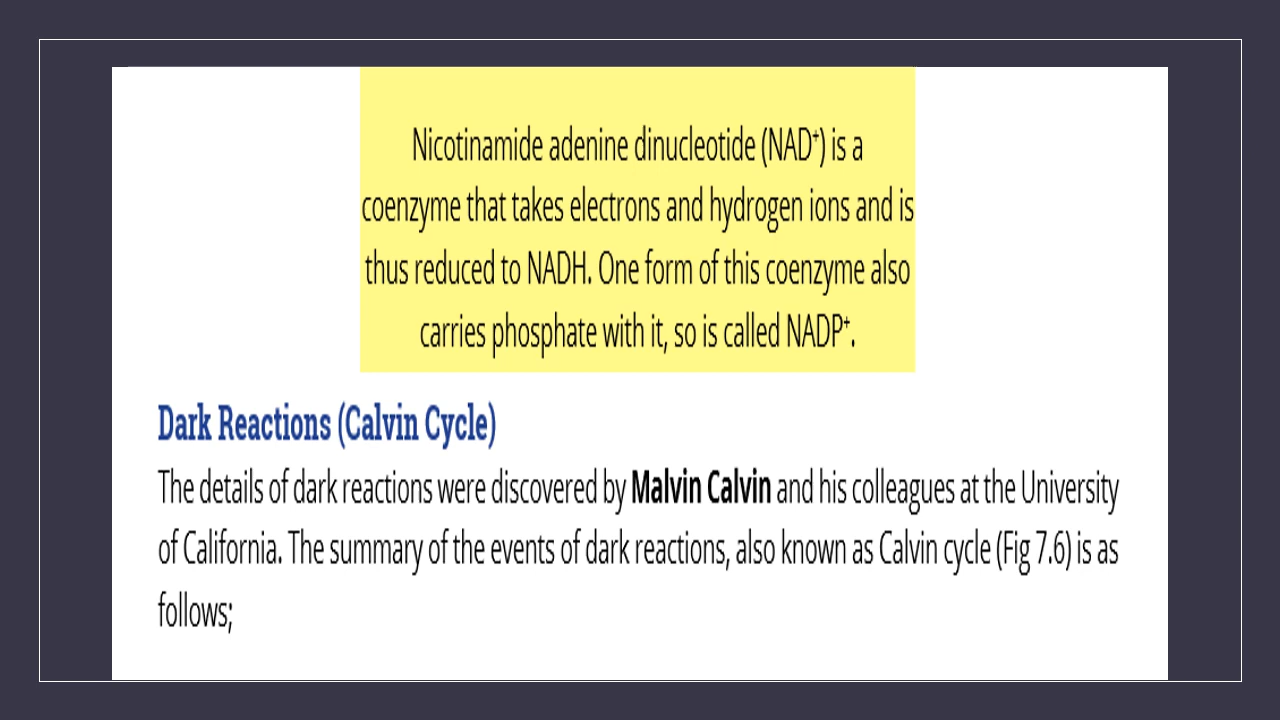 Nicotinamide adenine dinucleotide (NAD⁺) is a
coenzyme that takes electrons and hydrogen ions and is
thus reduced to NADH. One form of this coenzyme also
carries phosphate with it, so is called NADP⁺.
Dark Reactions (Calvin Cycle)
The details of dark reactions were discovered by Malvin Calvin and his colleagues at the University
of California. The summary of the events of dark reactions, also known as Calvin cycle (Fig 7.6) is as
follows;